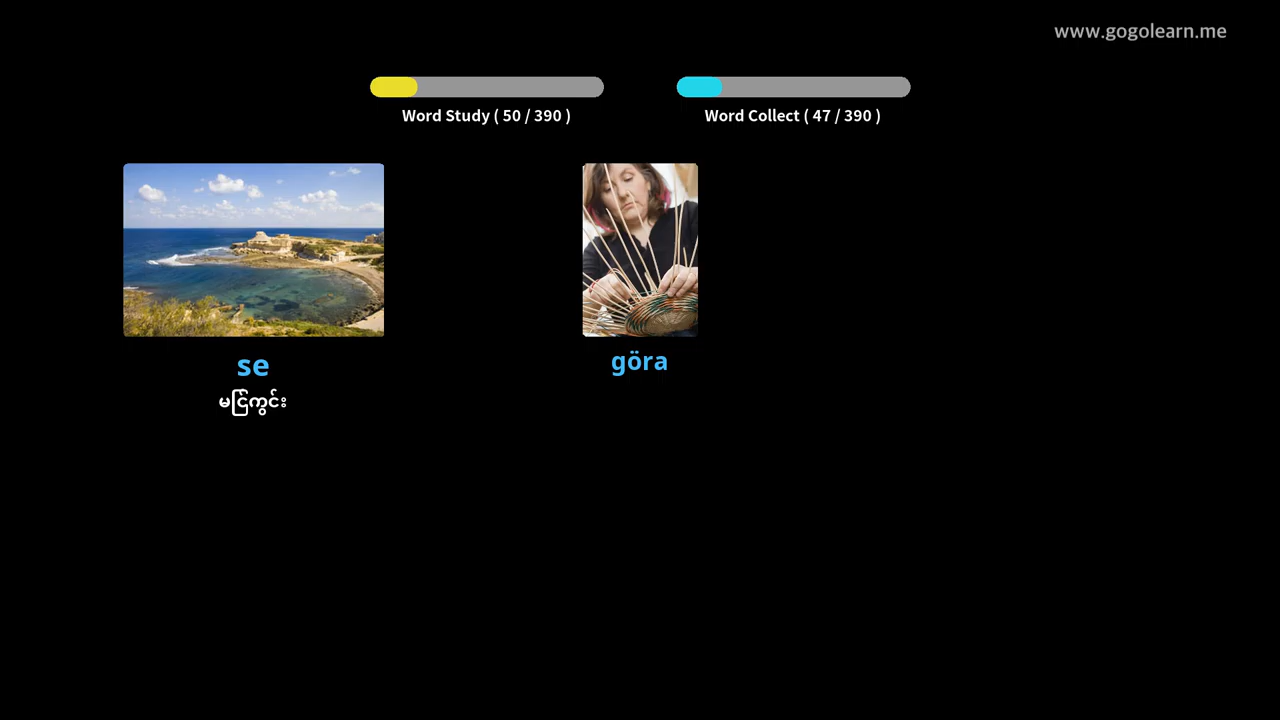 www.gogolearn.me
Word Study ( 50 / 390 )
Word Collect ( 47 / 390 )
se
မြင်ကွင်း
göra